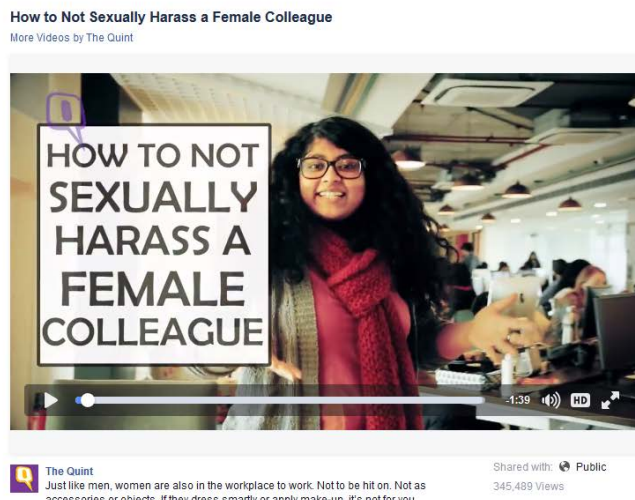 How to Not Sexually Harass a Female Colleague
More Videos by The Quint
Q
HOW TO NOT
SEXUALLY
HARASS A
FEMALE
COLLEAGUE
-1:39
HD
Q
The Quint
Just like men, women are also in the workplace to work. Not to be hit on. Not as
accessories or objects. If they dress smartly or apply make-up, it's not for you.
Shared with: Public
345,489 Views